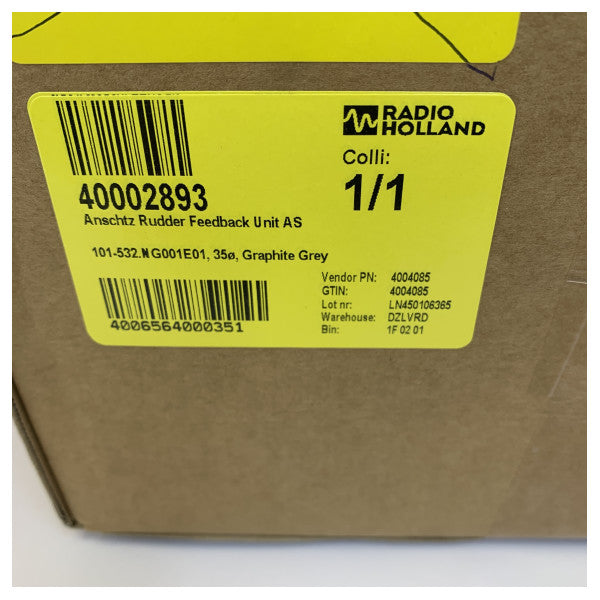 RADIO
HOLLAND
Colli:
1/1
40002893
Anschtz Rudder Feedback Unit AS
101-532.NG001E01, 35ø, Graphite Grey
Vendor PN: 4004085
GTIN: 4004085
Lot nr: LN450106365
Warehouse: DZLVRD
Bin: 1F 02 01
4006564000351